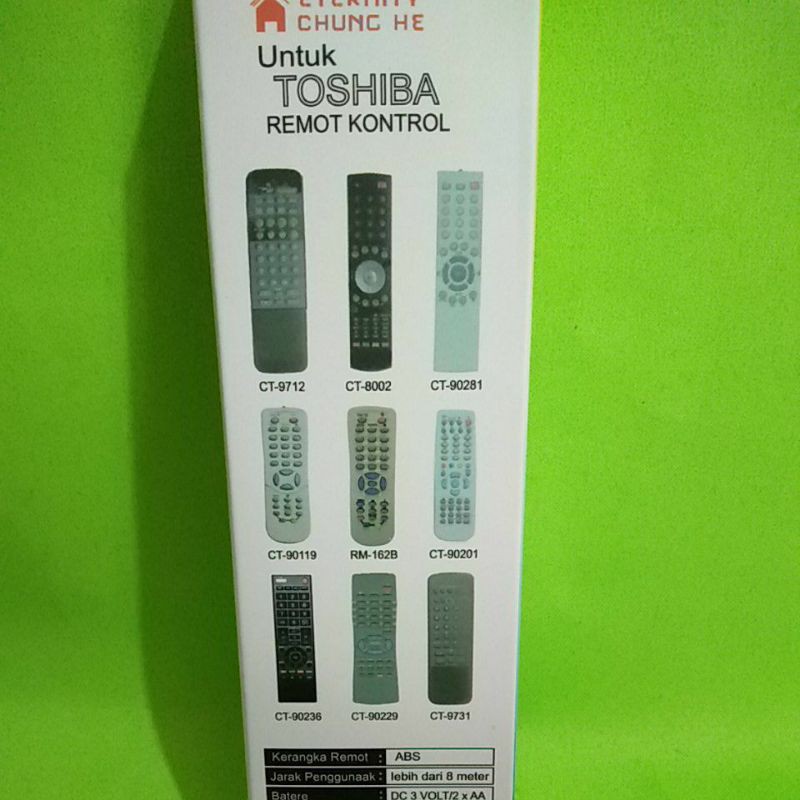 ETERNITY
CHUNG HE
Untuk
TOSHIBA
REMOT KONTROL
CT-9712 CT-8002 CT-90281
CT-90119 RM-162B CT-90201
CT-90236 CT-90229 CT-9731
Kerangka Remot : ABS
Jarak Penggunaak : lebih dari 8 meter
Batere : DC 3 VOLT/2 x AA